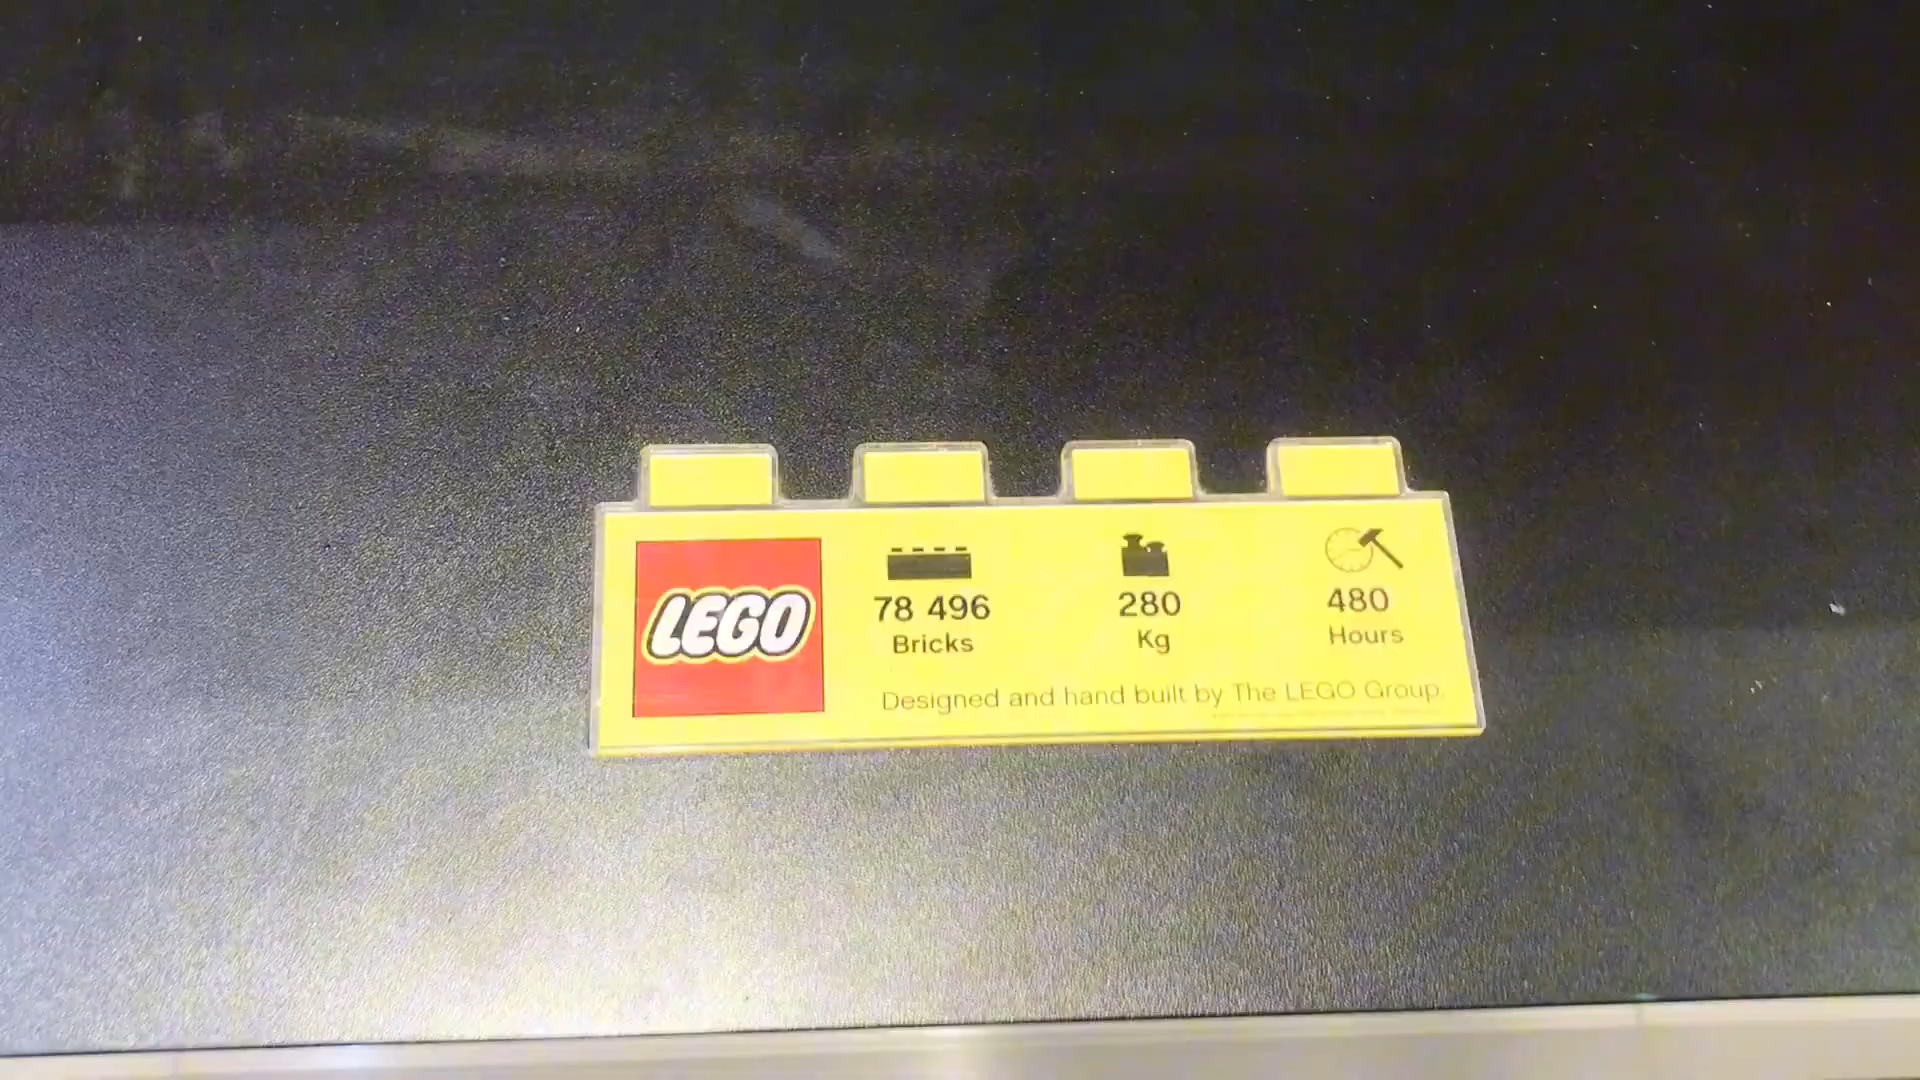 LEGO
78 496 280 480
Bricks Kg Hours
Designed and hand built by The LEGO Group.